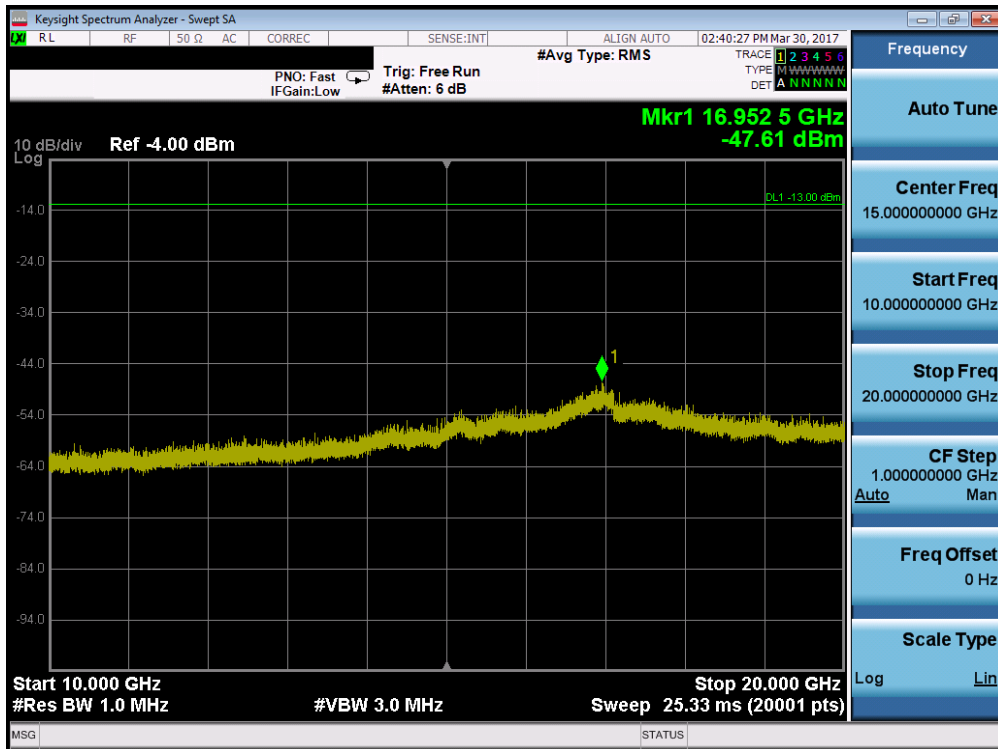 Keysight Spectrum Analyzer - Swept SA
LXI RL RF 50 Ω AC CORREC SENSE:INT ALIGN AUTO 02:40:27 PM Mar 30, 2017
#Avg Type: RMS TRACE 1 2 3 4 5 6
PNO: Fast Trig: Free Run TYPE M WWWWW
IFGain:Low #Atten: 6 dB DET A N N N N N
Mkr1 16.952 5 GHz
-47.61 dBm
10 dB/div Ref -4.00 dBm
Log
DL1 -13.00 dBm
-14.0
-24.0
-34.0
-44.0
1
-54.0
-64.0
-74.0
-84.0
-94.0
Start 10.000 GHz Stop 20.000 GHz
#Res BW 1.0 MHz #VBW 3.0 MHz Sweep 25.33 ms (20001 pts)
MSG STATUS
Frequency
Auto Tune
Center Freq
15.000000000 GHz
Start Freq
10.000000000 GHz
Stop Freq
20.000000000 GHz
CF Step
1.000000000 GHz
Auto Man
Freq Offset
0 Hz
Scale Type
Log Lin